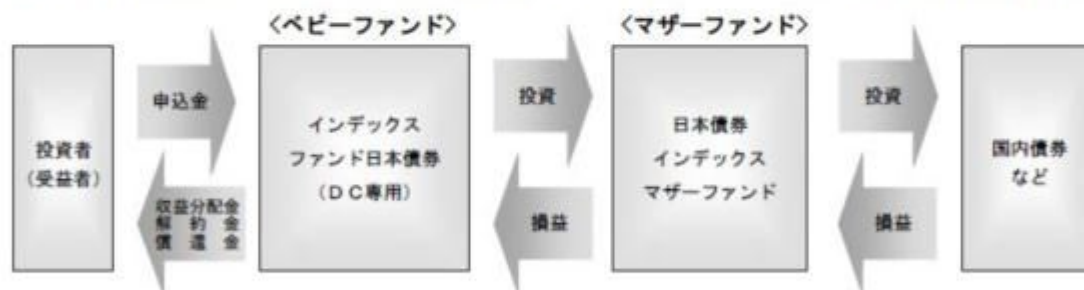 〈ベビーファンド〉
〈マザーファンド〉
投資者
(受益者)
申込金
収益分配金
解約金
償還金
インデックス
ファンド日本債券
(DC専用)
投資
損益
日本債券
インデックス
マザーファンド
投資
損益
国内債券
など